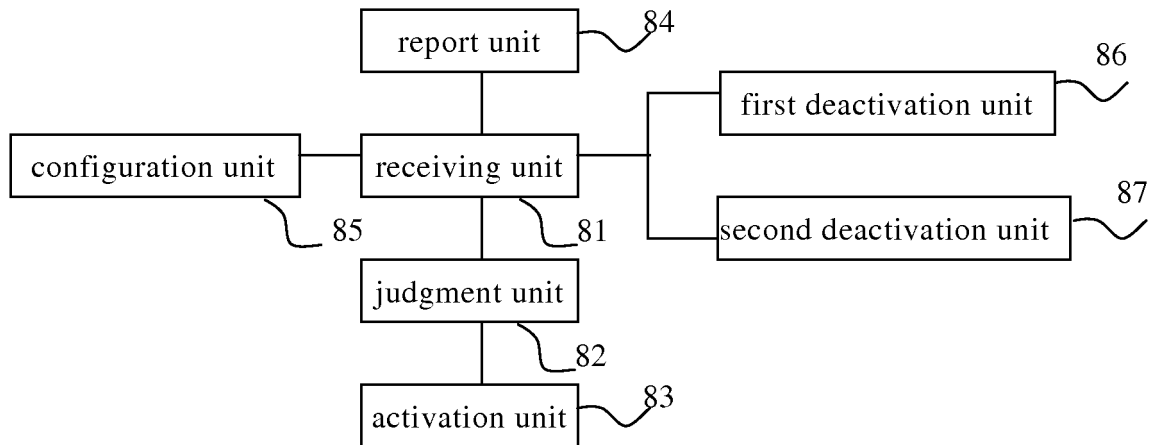 report unit
84
86
first deactivation unit
configuration unit
receiving unit
85
81
87
second deactivation unit
judgment unit
82
activation unit
83